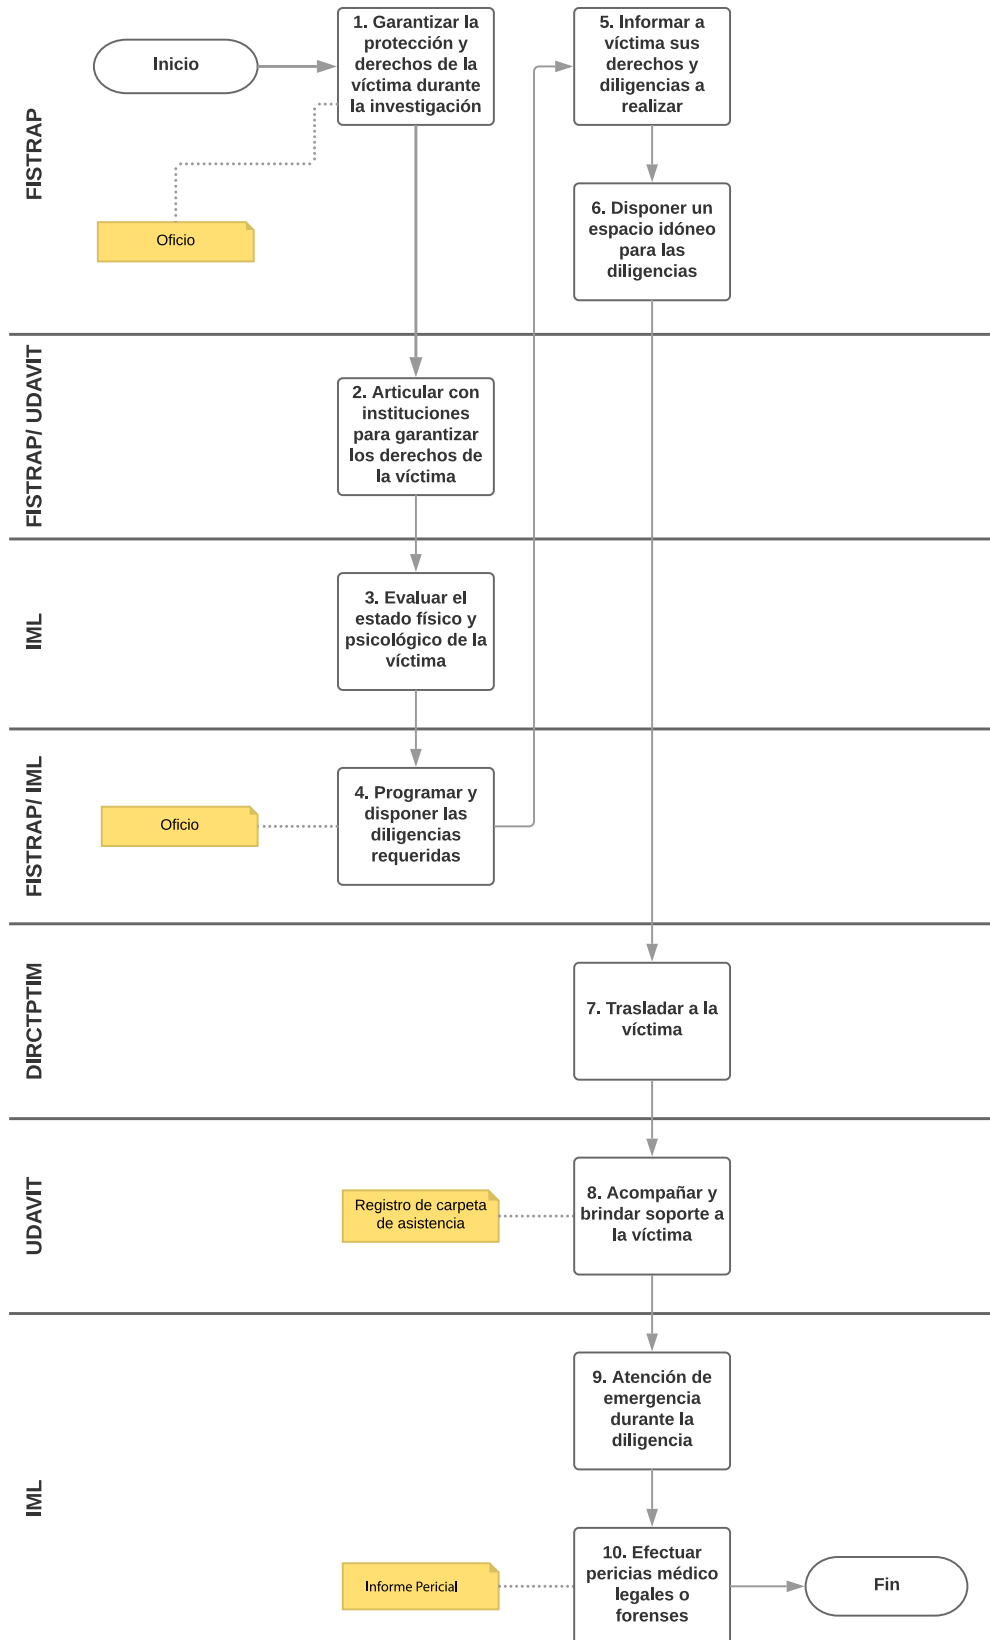 FISTRAP
Inicio
1. Garantizar la
protección y
derechos de la
víctima durante
la investigación
Oficio
5. Informar a
víctima sus
derechos y
diligencias a
realizar
6. Disponer un
espacio idóneo
para las
diligencias
FISTRAP/ UDAVIT
2. Articular con
instituciones
para garantizar
los derechos de
la víctima
IML
3. Evaluar el
estado físico y
psicológico de la
víctima
FISTRAP/ IML
Oficio
4. Programar y
disponer las
diligencias
requeridas
DIRCTPTIM
7. Trasladar a la
víctima
UDAVIT
Registro de carpeta
de asistencia
8. Acompañar y
brindar soporte a
la víctima
IML
9. Atención de
emergencia
durante la
diligencia
Informe Pericial
10. Efectuar
pericias médico
legales o
forenses
Fin